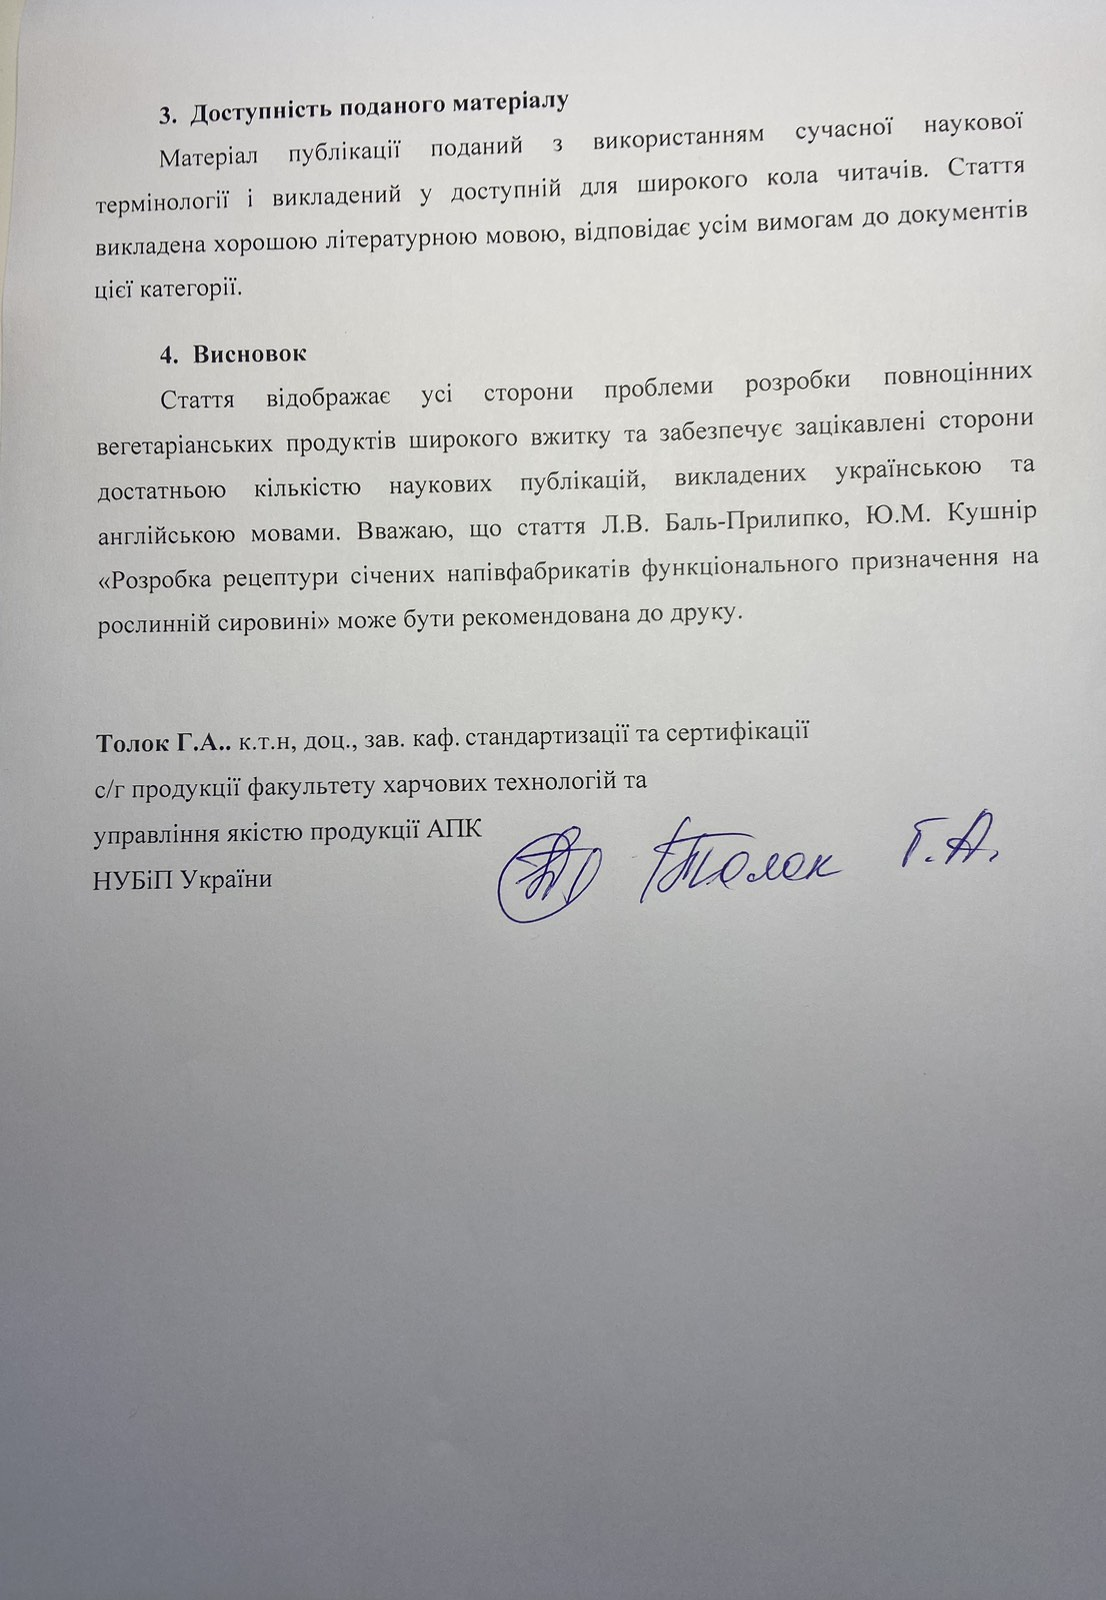 3. Доступність поданого матеріалу
Матеріал публікації поданий з використанням сучасної наукової
термінології і викладений у доступній для широкого кола читачів. Стаття
викладена хорошою літературною мовою, відповідає усім вимогам до документів
цієї категорії.
4. Висновок
Стаття відображає усі сторони проблеми розробки повноцінних
вегетаріанських продуктів широкого вжитку та забезпечує зацікавлені сторони
достатньою кількістю наукових публікацій, викладених українською та
англійською мовами. Вважаю, що стаття Л.В. Баль-Прилипко, Ю.М. Кушнір
«Розробка рецептури січених напівфабрикатів функціонального призначення на
рослинній сировині» може бути рекомендована до друку.
Толок Г.А.. к.т.н, доц., зав. каф. стандартизації та сертифікації
с/г продукції факультету харчових технологій та
управління якістю продукції АПК
НУБіП України
Толок Г.А.